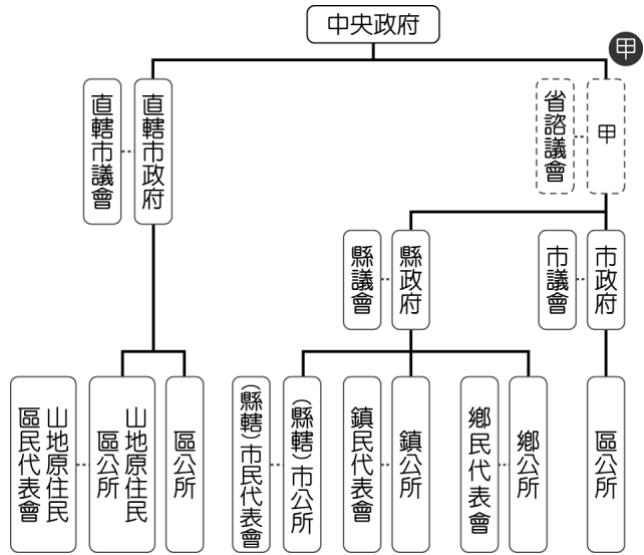 中央政府
甲
直轄市議會
直轄市政府
省諮議會
甲
縣議會
縣政府
市議會
市政府
山地原住民
區民代表會
山地原住民
區公所
區公所
(縣轄)市民代表會
(縣轄)市公所
鎮民代表會
鎮公所
鄉民代表會
鄉公所
區公所